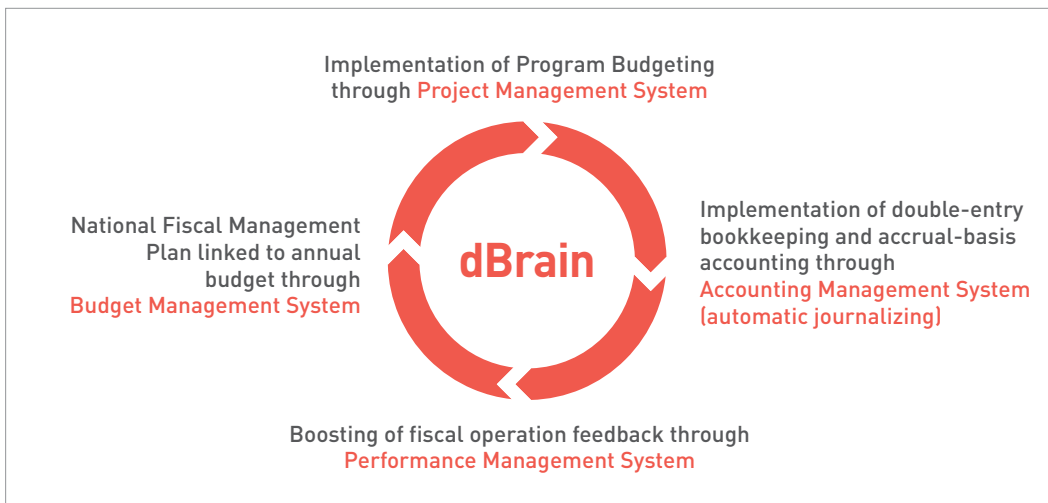 Implementation of Program Budgeting
through Project Management System
National Fiscal Management
Plan linked to annual
budget through
Budget Management System
dBrain
Implementation of double-entry
bookkeeping and accrual-basis
accounting through
Accounting Management System
(automatic journalizing)
Boosting of fiscal operation feedback through
Performance Management System